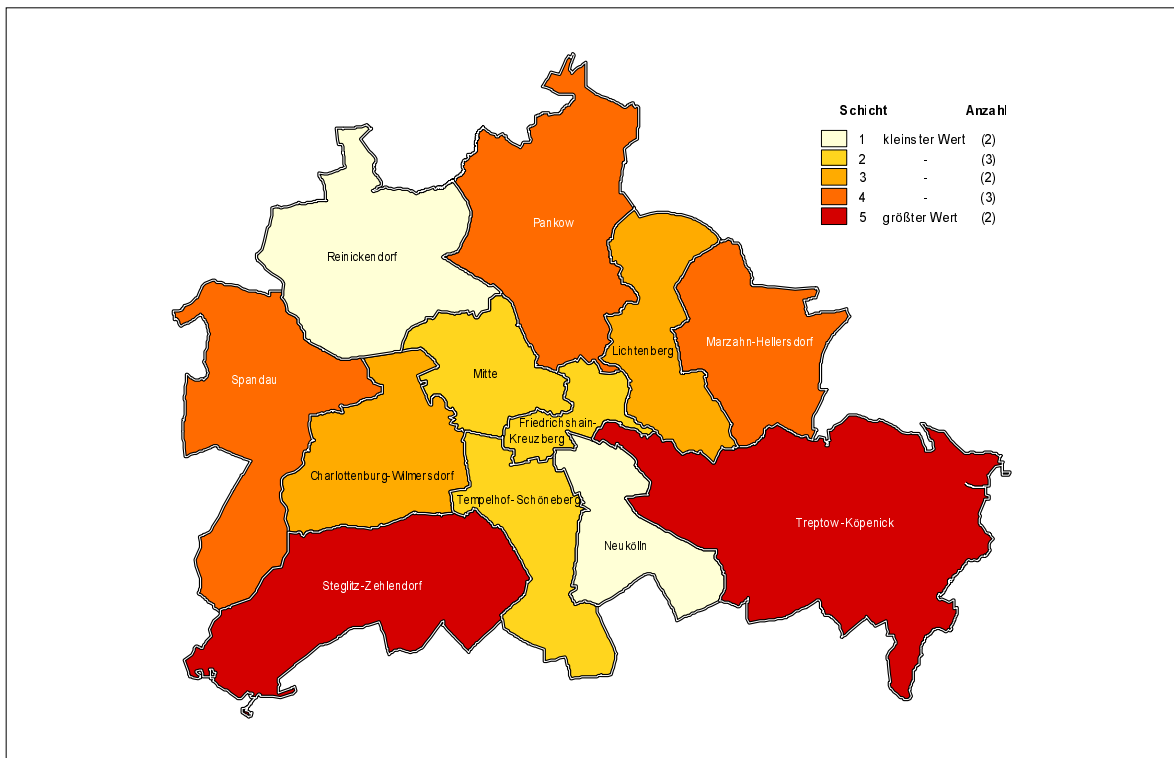 Schicht Anzahl
1 kleinster Wert (2)
2 - (3)
3 - (2)
4 - (3)
5 größter Wert (2)
Pankow
Reinickendorf
Marzahn-Hellersdorf
Lichtenberg
Mitte
Spandau
Friedrichshain-
Kreuzberg
Charlottenburg-Wilmersdorf
Tempelhof-Schöneberg
Treptow-Köpenick
Neukölln
Steglitz-Zehlendorf